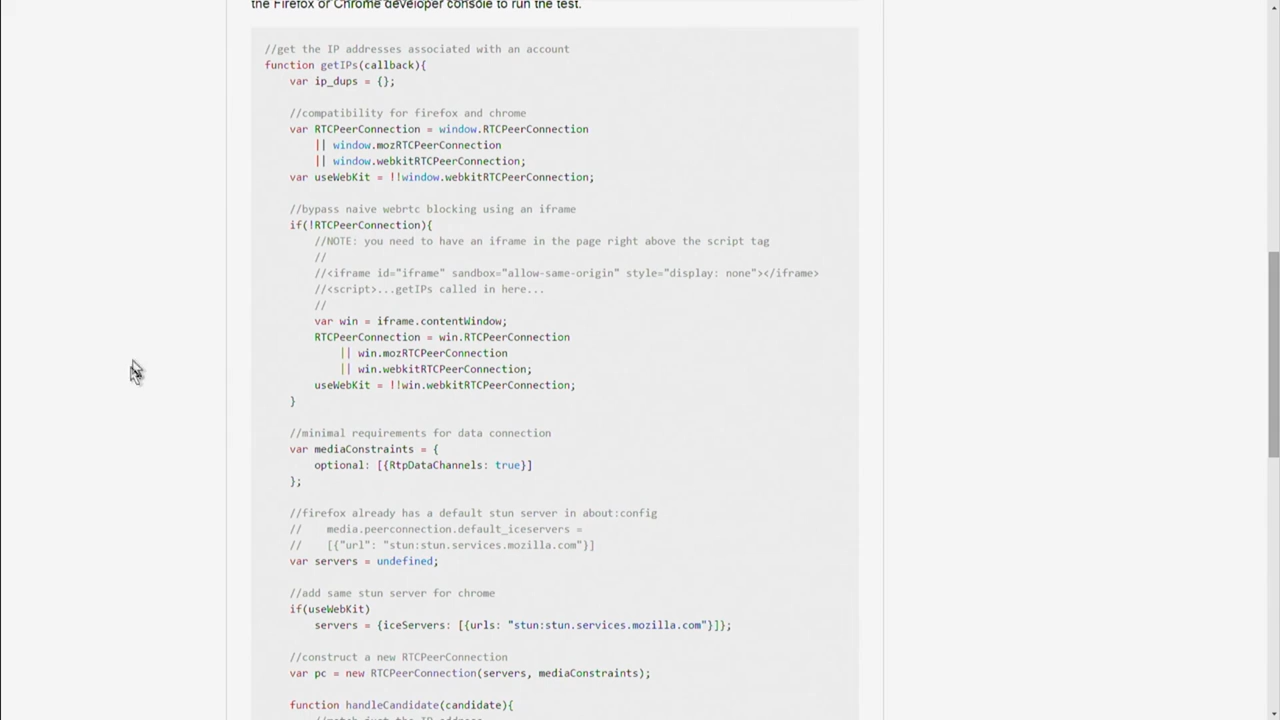 the Firefox or Chrome developer console to run the test.
//get the IP addresses associated with an account
function getIPs(callback){
    var ip_dups = {};
    //compatibility for firefox and chrome
    var RTCPeerConnection = window.RTCPeerConnection
        || window.mozRTCPeerConnection
        || window.webkitRTCPeerConnection;
    var useWebKit = !!window.webkitRTCPeerConnection;
    //bypass naive webrtc blocking using an iframe
    if(!RTCPeerConnection){
        //NOTE: you need to have an iframe in the page right above the script tag
        //
        //<iframe id="iframe" sandbox="allow-same-origin" style="display: none"></iframe>
        //<script>...getIPs called in here...
        //
        var win = iframe.contentWindow;
        RTCPeerConnection = win.RTCPeerConnection
            || win.mozRTCPeerConnection
            || win.webkitRTCPeerConnection;
        useWebKit = !!win.webkitRTCPeerConnection;
    }
    //minimal requirements for data connection
    var mediaConstraints = {
        optional: [{RtpDataChannels: true}]
    };
    //firefox already has a default stun server in about:config
    //    media.peerconnection.default_iceservers =
    //    [{"url": "stun:stun.services.mozilla.com"}]
    var servers = undefined;
    //add same stun server for chrome
    if(useWebKit)
        servers = {iceServers: [{urls: "stun:stun.services.mozilla.com"}]};
    //construct a new RTCPeerConnection
    var pc = new RTCPeerConnection(servers, mediaConstraints);
    function handleCandidate(candidate){
        //match just the IP address